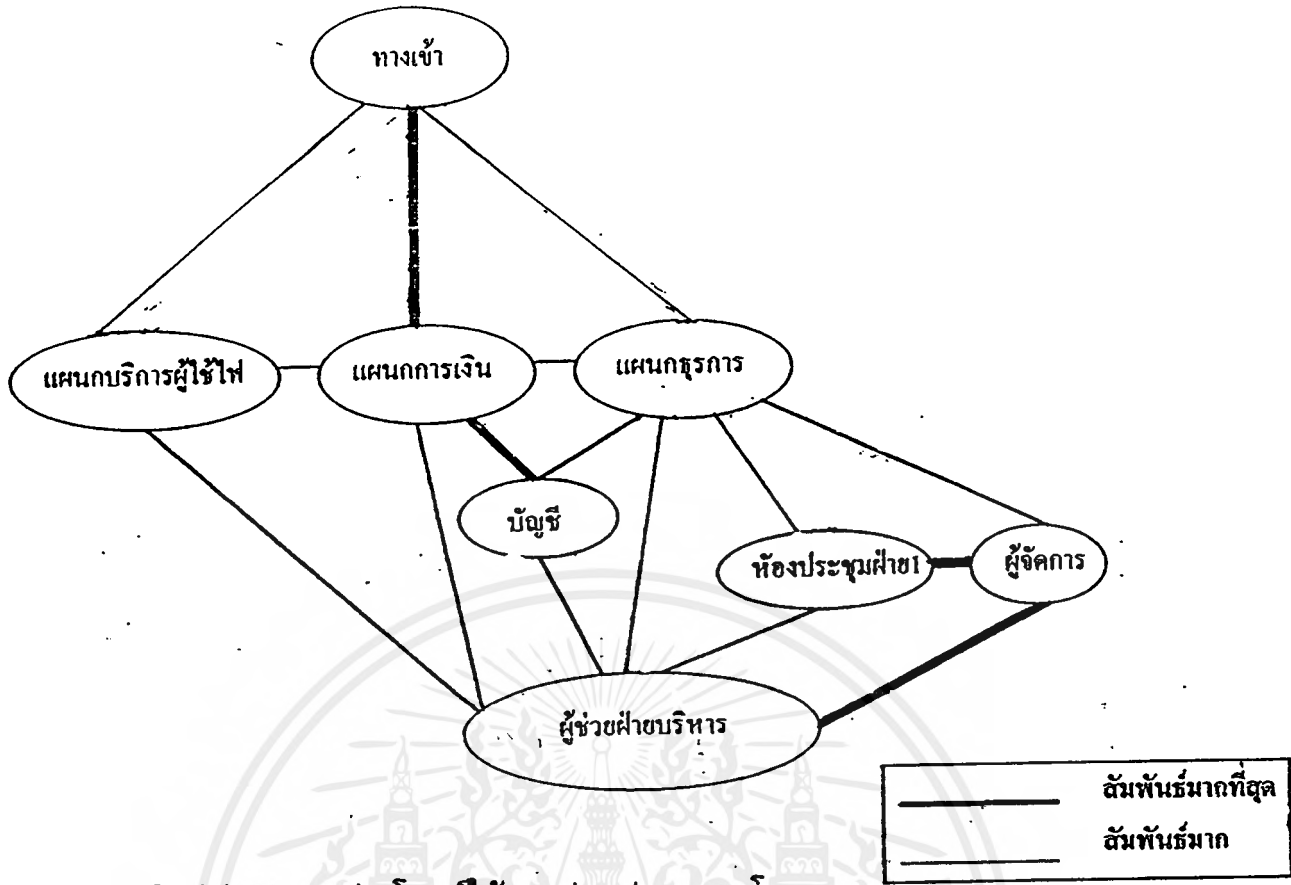 ทางเข้า
แผนกบริการผู้ใช้ไฟ
แผนกการเงิน
แผนกธุรการ
บัญชี
ห้องประชุมฝ่าย1
ผู้จัดการ
ผู้ช่วยฝ่ายบริหาร
สัมพันธ์มากที่สุด
สัมพันธ์มาก